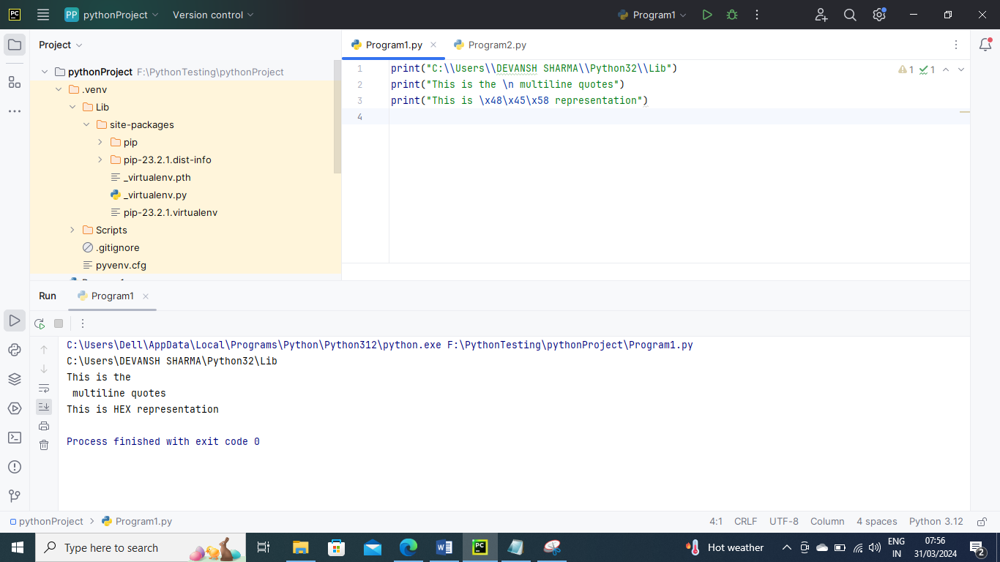 PC PP pythonProject Version control Program1
Project
pythonProject F:\PythonTesting\pythonProject
.venv
Lib
site-packages
pip
pip-23.2.1.dist-info
_virtualenv.pth
_virtualenv.py
pip-23.2.1.virtualenv
Scripts
.gitignore
pyvenv.cfg
Program1.py Program2.py
1 print("C:\\Users\\DEVANSH SHARMA\\Python32\\Lib")
2 print("This is the \n multiline quotes")
3 print("This is \x48\x45\x58 representation")
4
1 1
Run Program1
C:\Users\Dell\AppData\Local\Programs\Python\Python312\python.exe F:\PythonTesting\pythonProject\Program1.py
C:\Users\DEVANSH SHARMA\Python32\Lib
This is the
 multiline quotes
This is HEX representation
Process finished with exit code 0
pythonProject > Program1.py 4:1 CRLF UTF-8 Column 4 spaces Python 3.12
Type here to search W PC Hot weather ENG 07:56
IN 31/03/2024 2